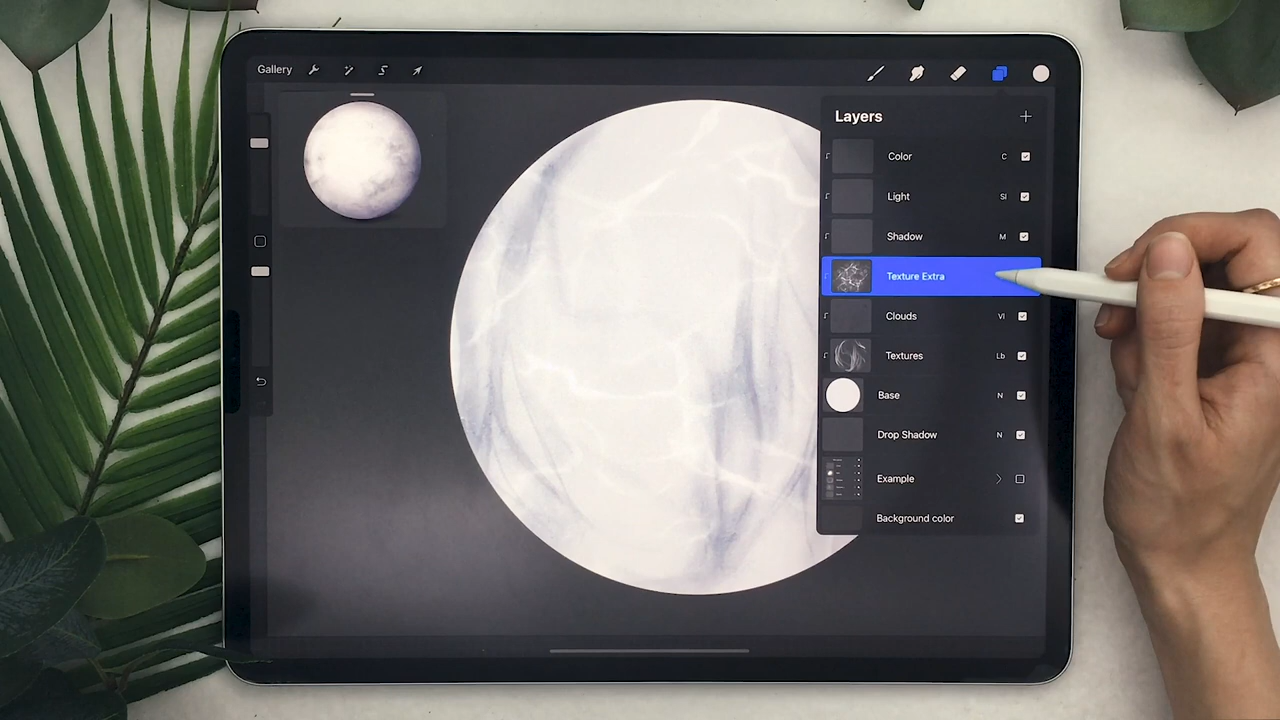 Gallery
Layers
Color C
Light Sl
Shadow M
Texture Extra
Clouds Vl
Textures Lb
Base N
Drop Shadow N
Example
Background color